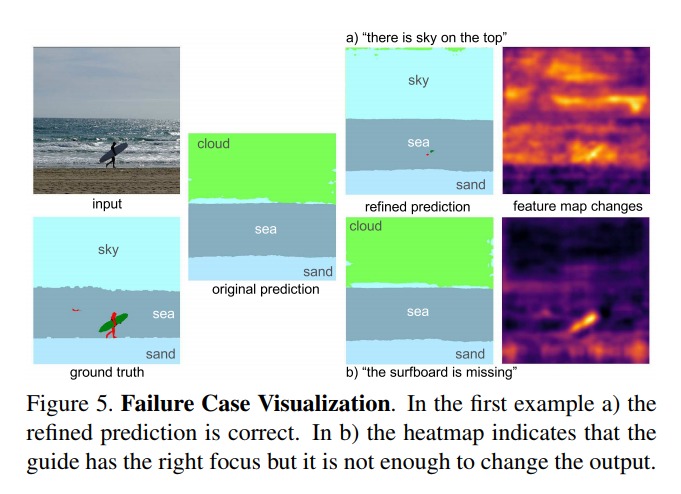 a) “there is sky on the top”
sky
sea
sand
cloud
sea
sand
input
refined prediction
feature map changes
original prediction
sky
sea
sand
cloud
sea
sand
ground truth
b) “the surfboard is missing”
Figure 5. Failure Case Visualization. In the first example a) the
refined prediction is correct. In b) the heatmap indicates that the
guide has the right focus but it is not enough to change the output.